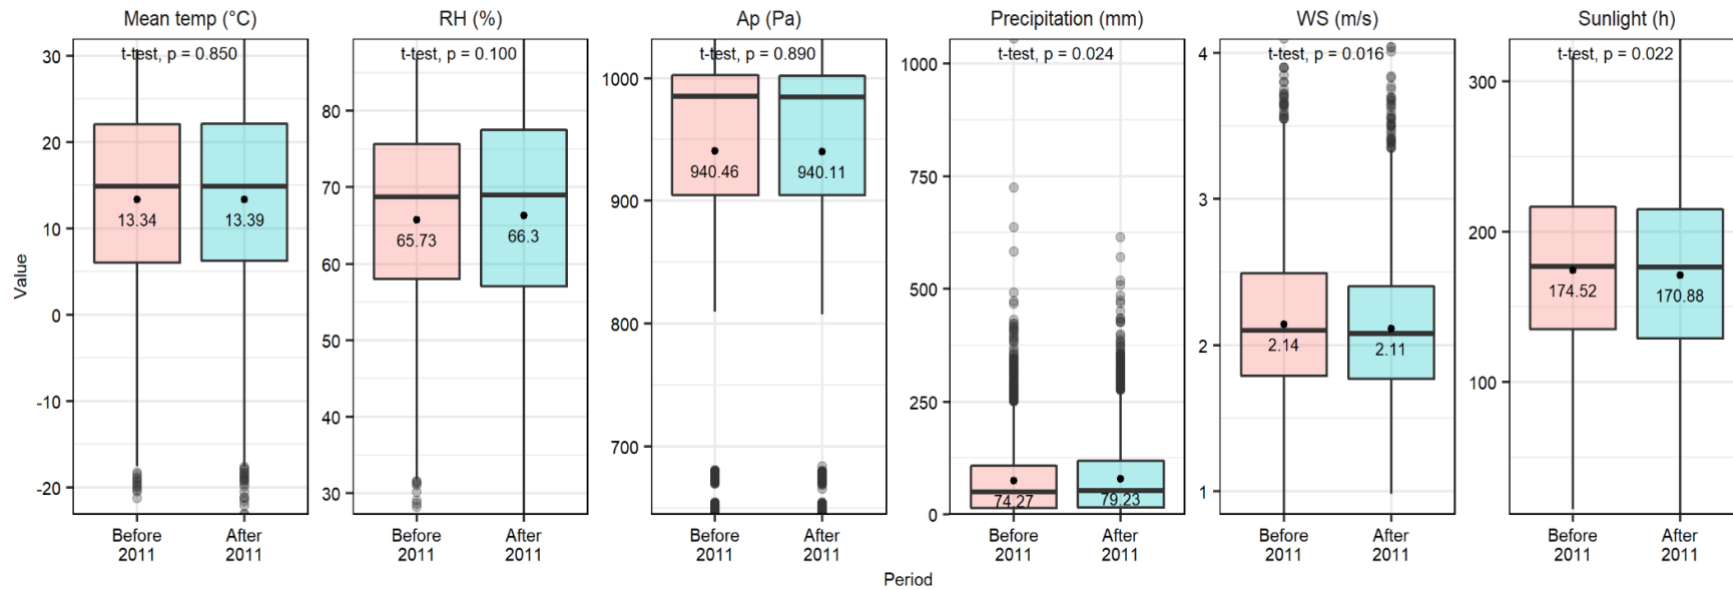 Mean temp (°C)
RH (%)
Ap (Pa)
Precipitation (mm)
WS (m/s)
Sunlight (h)
t-test, p = 0.850
t-test, p = 0.100
t-test, p = 0.890
t-test, p = 0.024
t-test, p = 0.016
t-test, p = 0.022
Value
30
20
10
0
-10
-20
13.34
13.39
Before
2011
After
2011
80
70
60
50
40
30
65.73
66.3
Before
2011
After
2011
1000
900
800
700
940.46
940.11
Before
2011
After
2011
1000
750
500
250
0
74.27
79.23
Before
2011
After
2011
4
3
2
1
2.14
2.11
Before
2011
After
2011
300
200
100
174.52
170.88
Before
2011
After
2011
Period